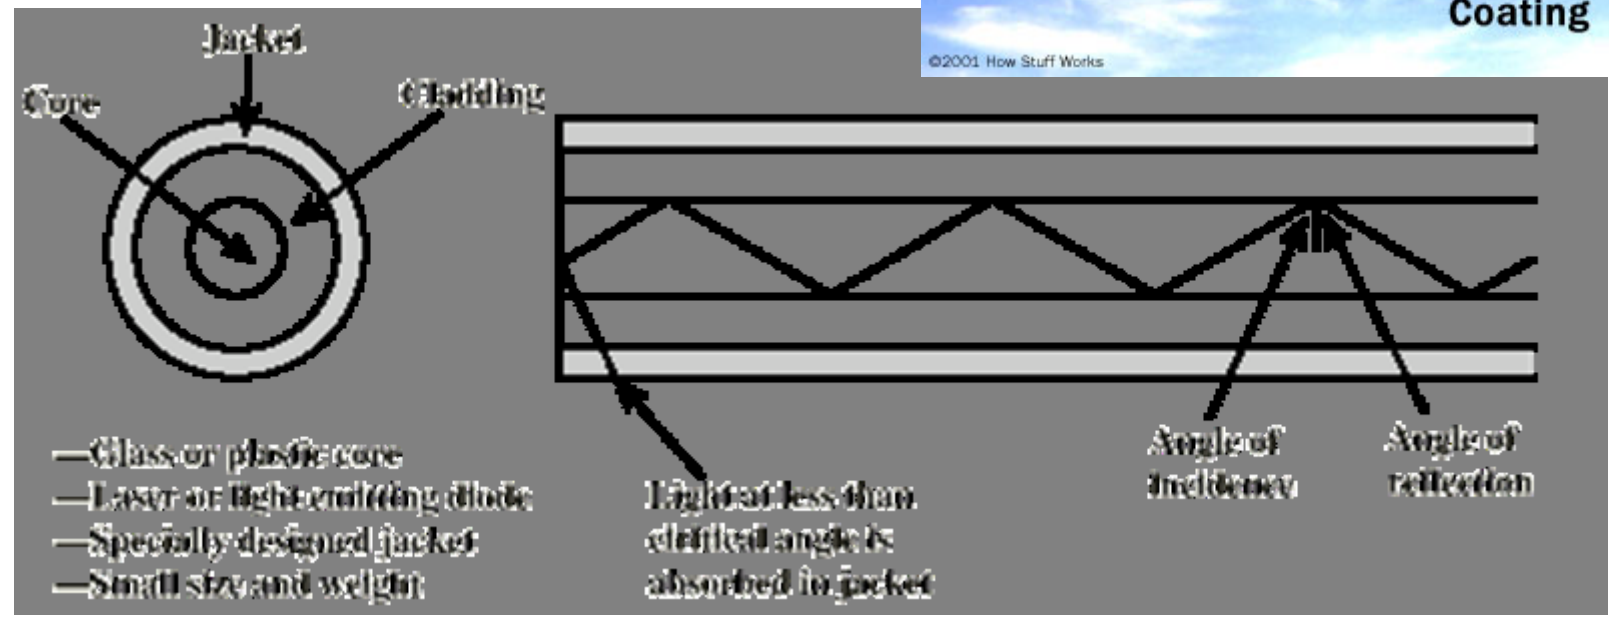 Coating
©2001 How Stuff Works
Jacket
Core
Cladding
Angle of
incidency
Angle of
reflection
—Glass or plastic core
—Laser or light emitting diode
—Specially designed jacket
—Small size and weight
Light at less than
critical angle is
absorbed in jacket